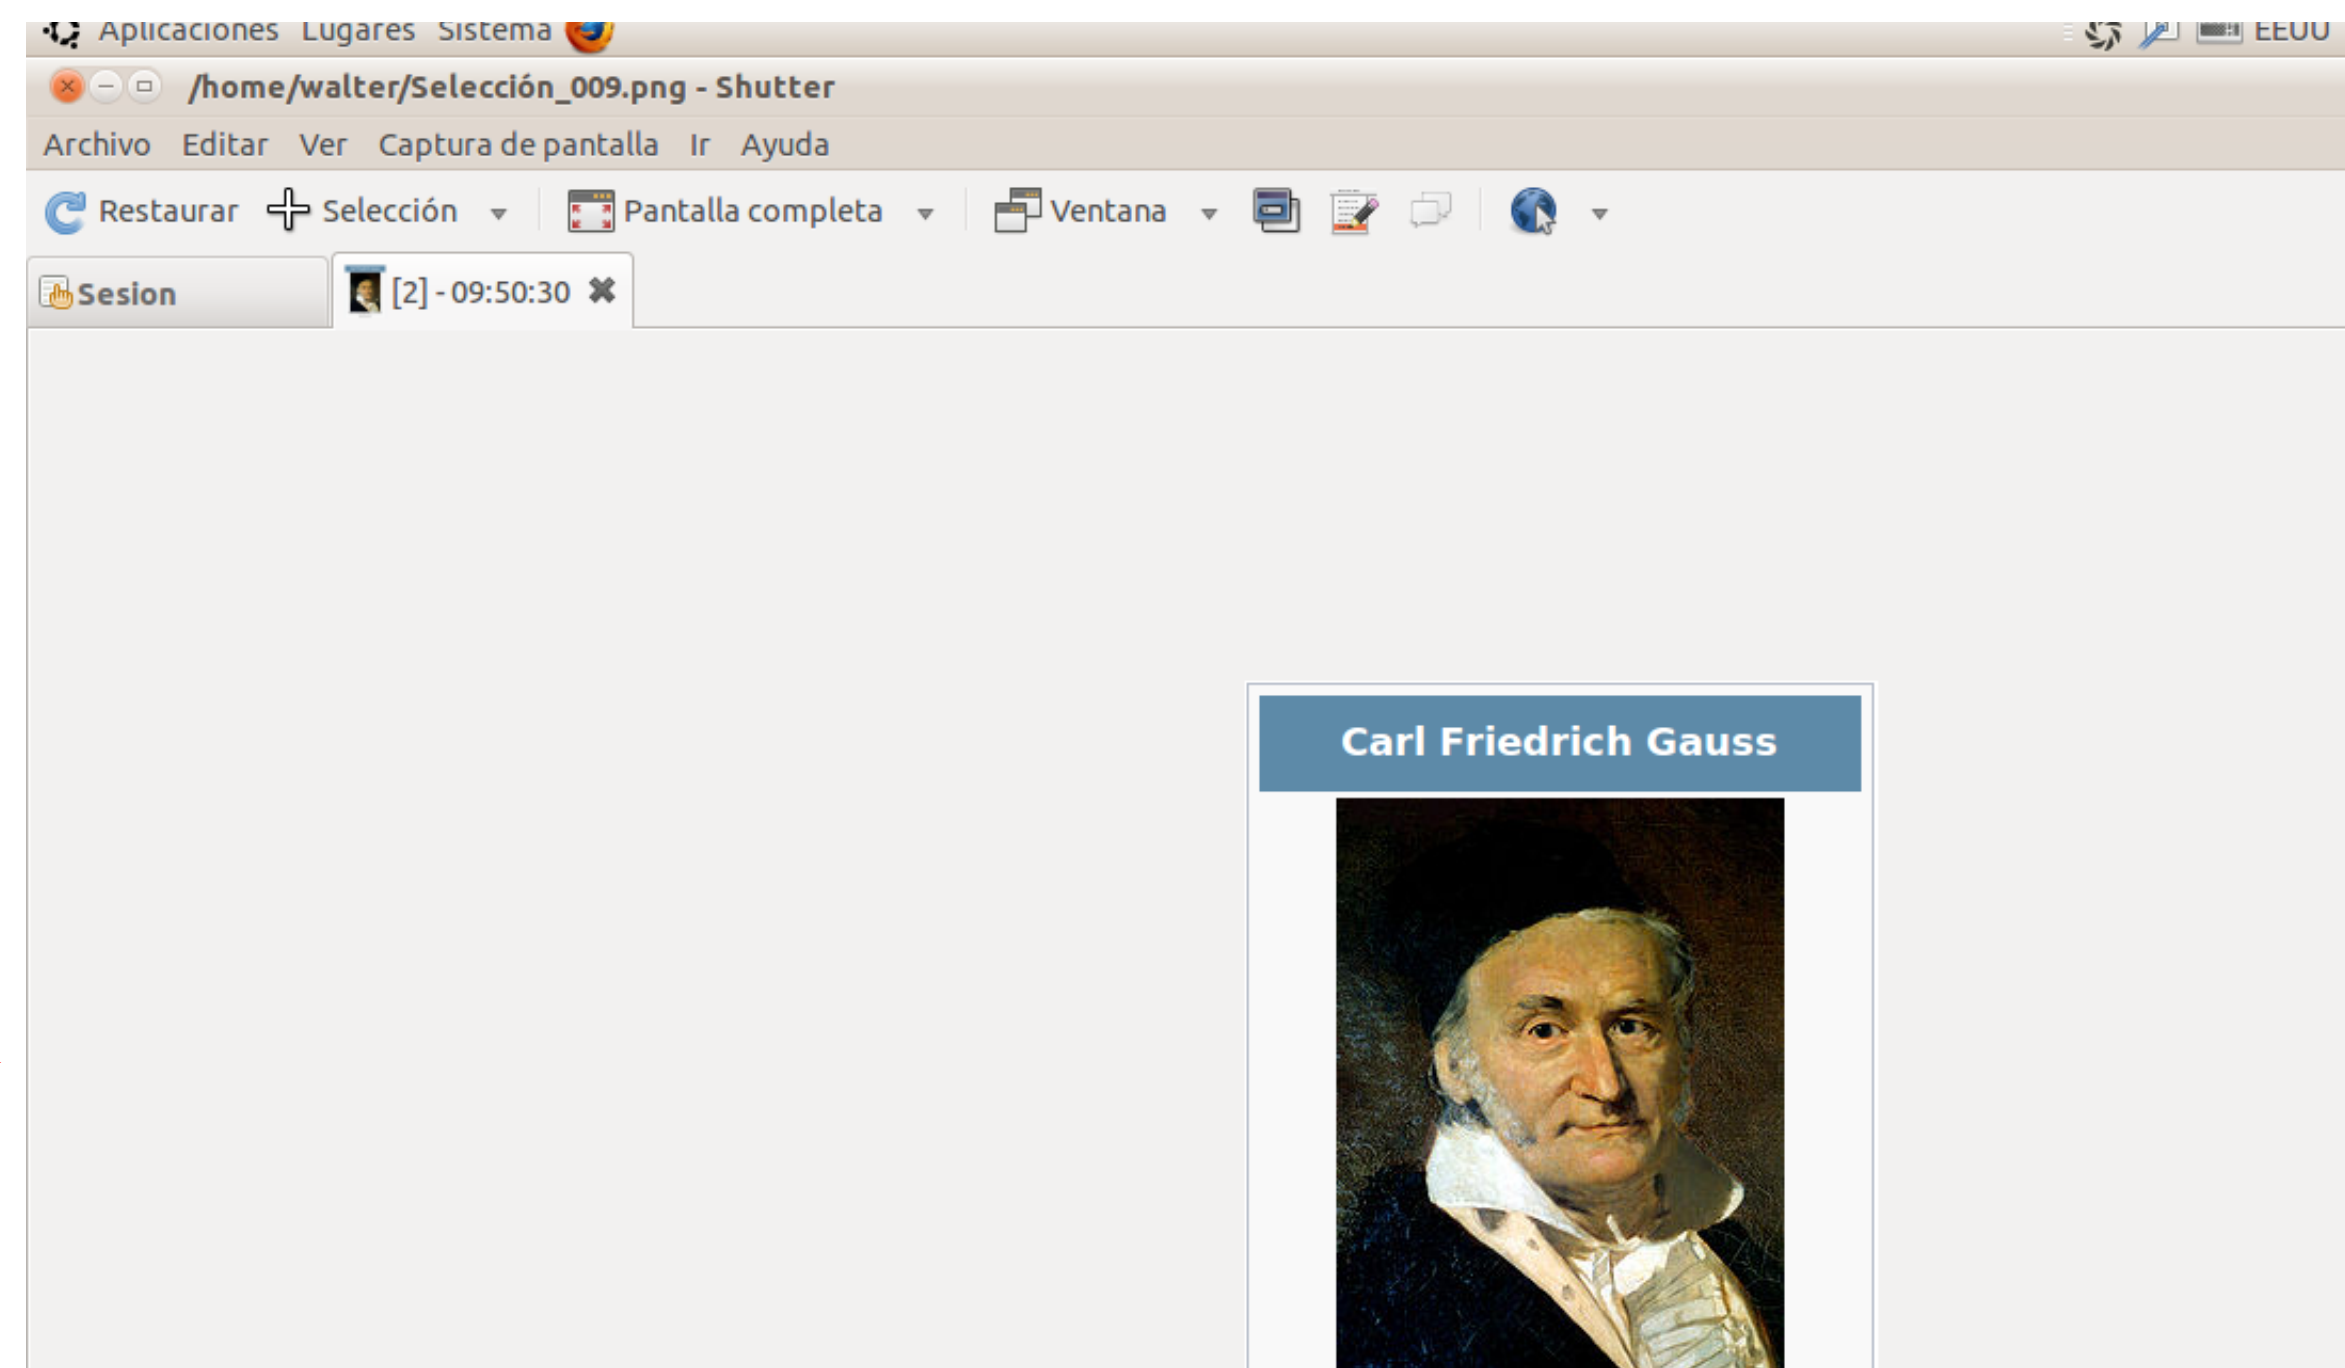 Aplicaciones Lugares Sistema EEUU
/home/walter/Selección_009.png - Shutter
Archivo Editar Ver Captura de pantalla Ir Ayuda
Restaurar Selección Pantalla completa Ventana
Sesion [2] - 09:50:30
Carl Friedrich Gauss